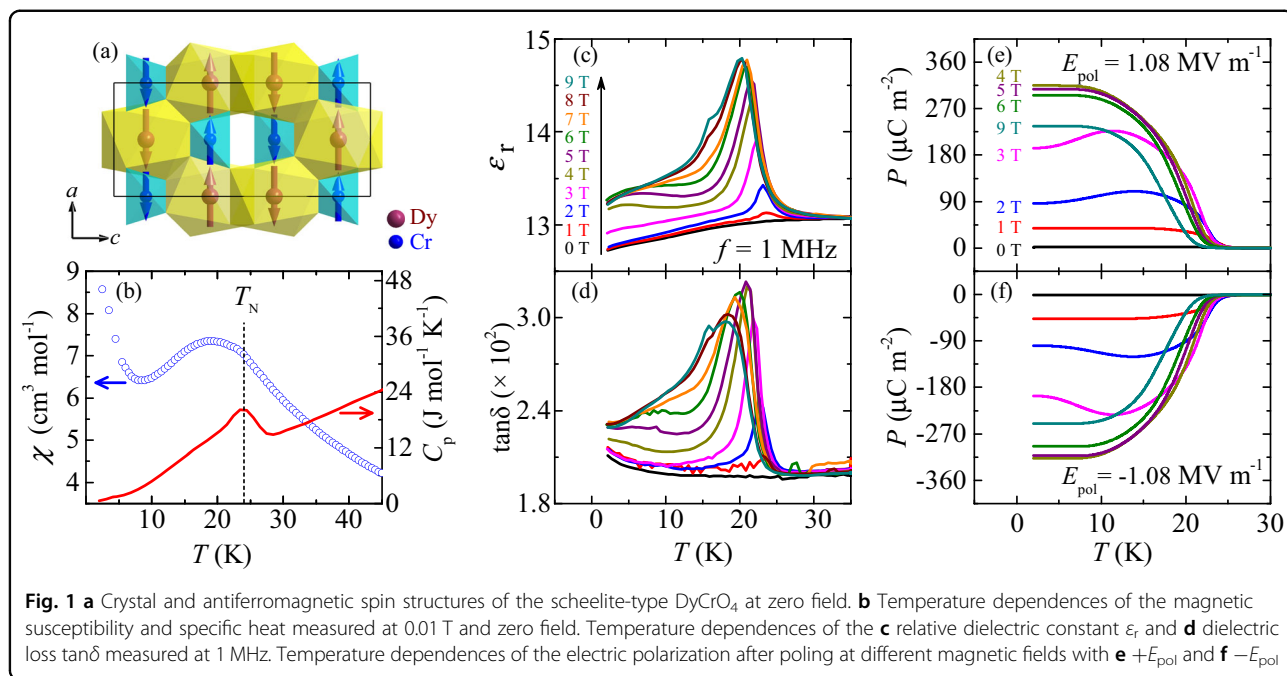 (a)
a
c
Dy
Cr
(b)
T_N
9
8
7
6
5
4
48
36
24
12
0
χ (cm³ mol⁻¹)
C_p (J mol⁻¹ K⁻¹)
10 20 30 40
T (K)
(c)
15
14
13
ε_r
9 T
8 T
7 T
6 T
5 T
4 T
3 T
2 T
1 T
0 T
f = 1 MHz
(d)
3.0
2.4
1.8
tanδ (× 10²)
0 10 20 30
T (K)
(e)
E_pol = 1.08 MV m⁻¹
360
270
180
90
0
P (μC m⁻²)
4 T
5 T
6 T
9 T
3 T
2 T
1 T
0 T
(f)
0
-90
-180
-270
-360
P (μC m⁻²)
E_pol = -1.08 MV m⁻¹
0 10 20 30
T (K)
Fig. 1 a Crystal and antiferromagnetic spin structures of the scheelite-type DyCrO₄ at zero field. b Temperature dependences of the magnetic
susceptibility and specific heat measured at 0.01 T and zero field. Temperature dependences of the c relative dielectric constant ε_r and d dielectric
loss tanδ measured at 1 MHz. Temperature dependences of the electric polarization after poling at different magnetic fields with e +E_pol and f −E_pol